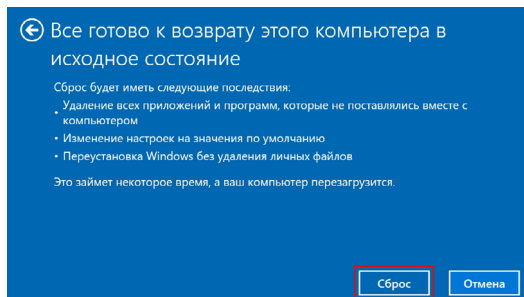 Все готово к возврату этого компьютера в
исходное состояние
Сброс будет иметь следующие последствия:
• Удаление всех приложений и программ, которые не поставлялись вместе с
компьютером
• Изменение настроек на значения по умолчанию
• Переустановка Windows без удаления личных файлов
Это займет некоторое время, а ваш компьютер перезагрузится.
Сброс Отмена